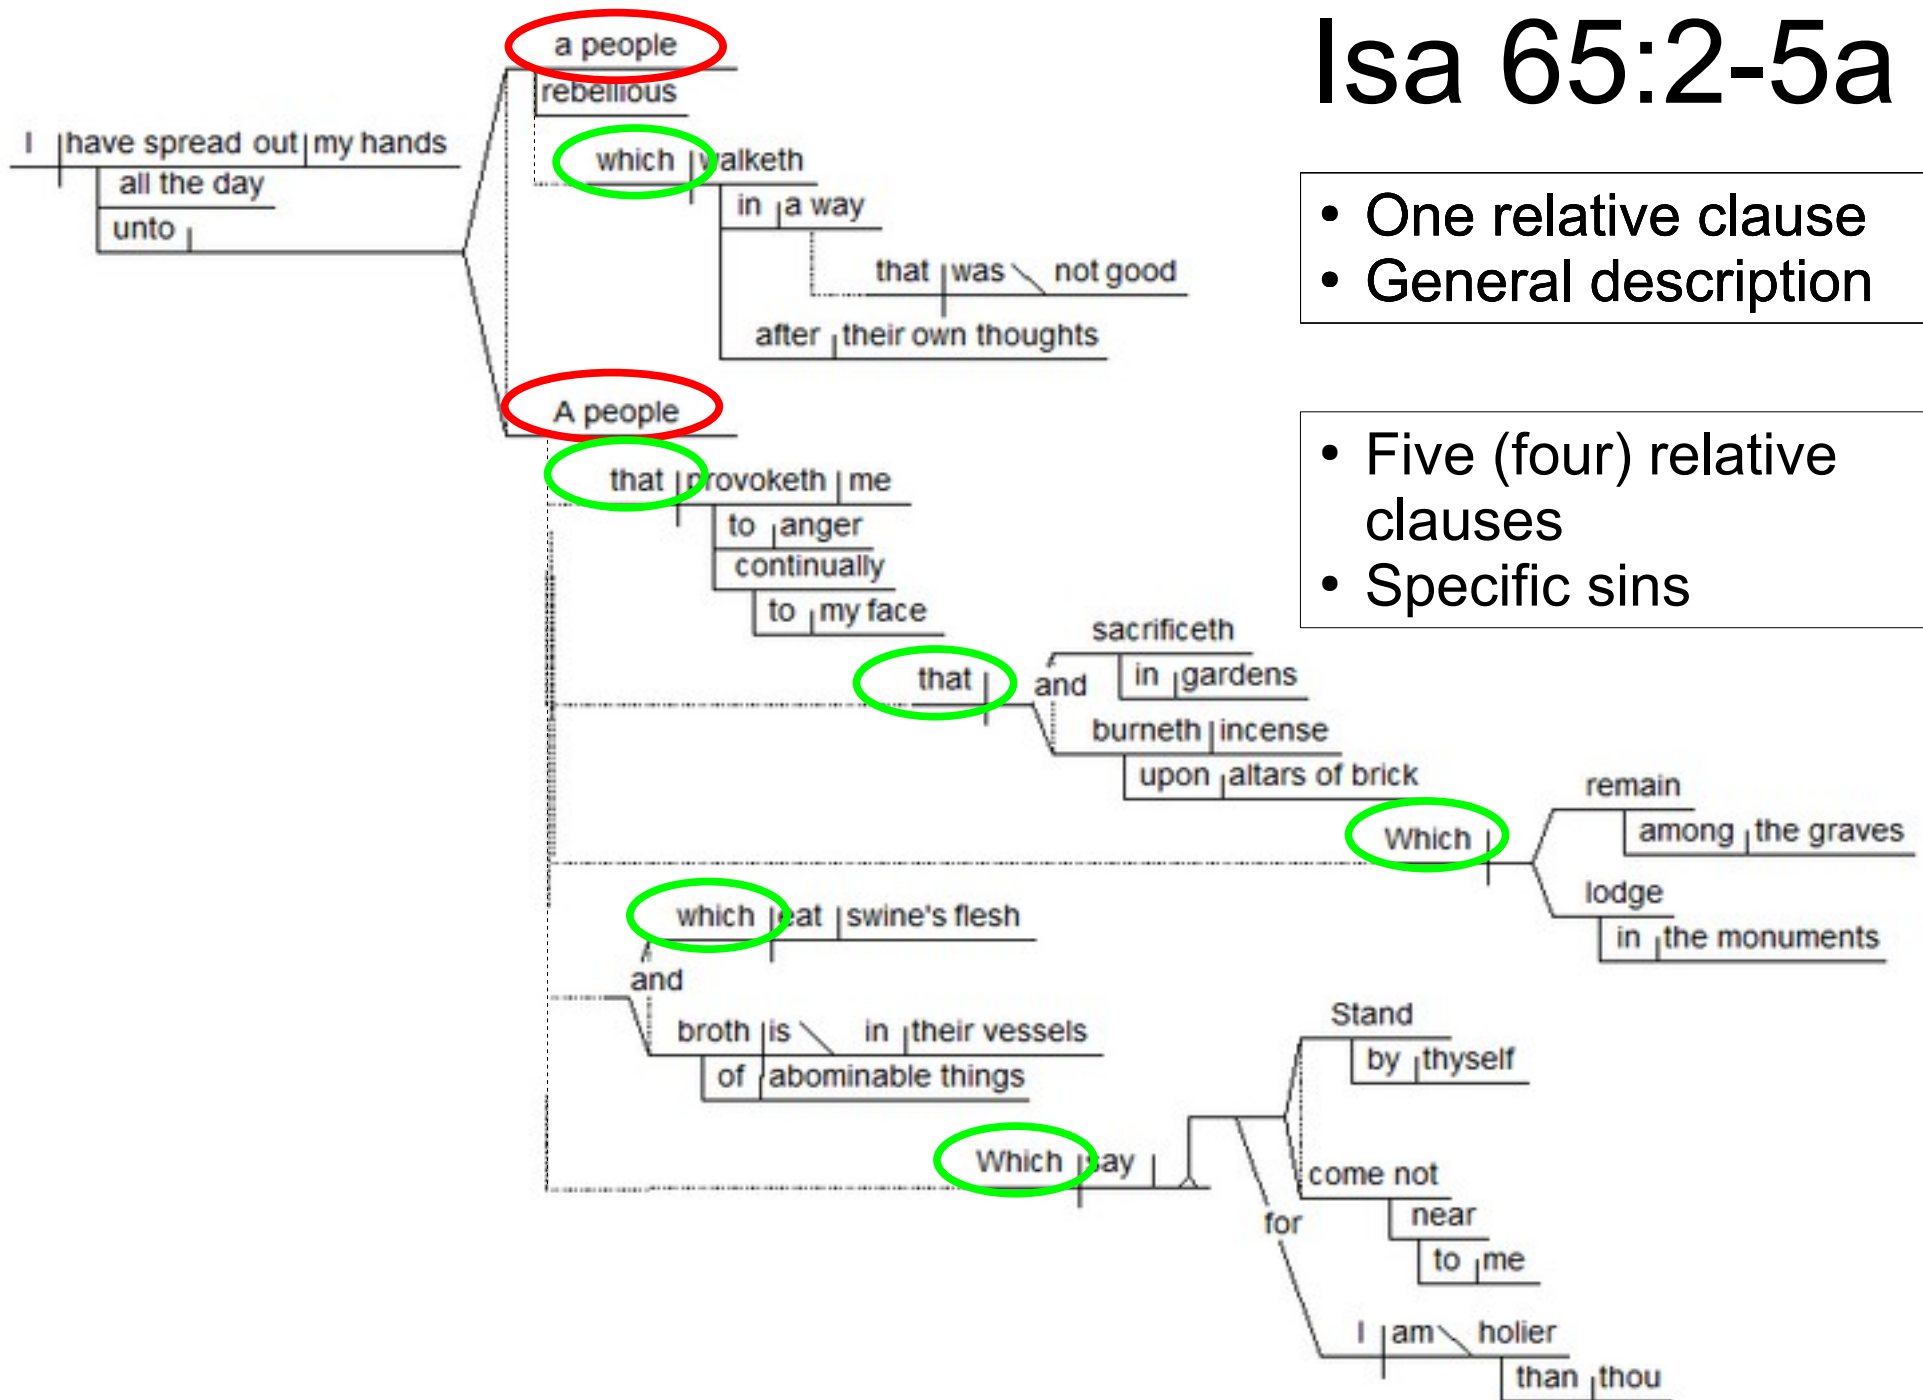 Isa 65:2-5a
a people
rebellious
I have spread out my hands
all the day
unto
which walketh
in a way
that was not good
after their own thoughts
• One relative clause
• General description
A people
that provoketh me
to anger
continually
to my face
• Five (four) relative
clauses
• Specific sins
that and
sacrificeth
in gardens
burneth incense
upon altars of brick
Which
remain
among the graves
lodge
in the monuments
which eat swine's flesh
and
broth is in their vessels
of abominable things
Which say
Stand
by thyself
come not
near
to me
for
I am holier
than thou